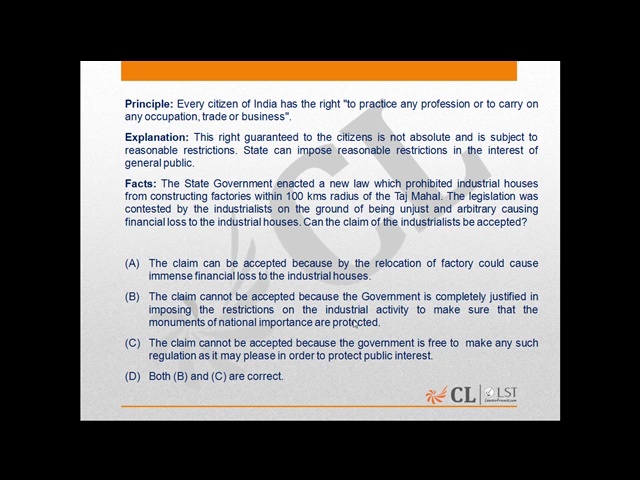 Principle: Every citizen of India has the right "to practice any profession or to carry on
any occupation, trade or business".
Explanation: This right guaranteed to the citizens is not absolute and is subject to
reasonable restrictions. State can impose reasonable restrictions in the interest of
general public.
Facts: The State Government enacted a new law which prohibited industrial houses
from constructing factories within 100 kms radius of the Taj Mahal. The legislation was
contested by the industrialists on the ground of being unjust and arbitrary causing
financial loss to the industrial houses. Can the claim of the industrialists be accepted?
(A) The claim can be accepted because by the relocation of factory could cause
immense financial loss to the industrial houses.
(B) The claim cannot be accepted because the Government is completely justified in
imposing the restrictions on the industrial activity to make sure that the
monuments of national importance are protected.
(C) The claim cannot be accepted because the government is free to make any such
regulation as it may please in order to protect public interest.
(D) Both (B) and (C) are correct.
CL LST
CL